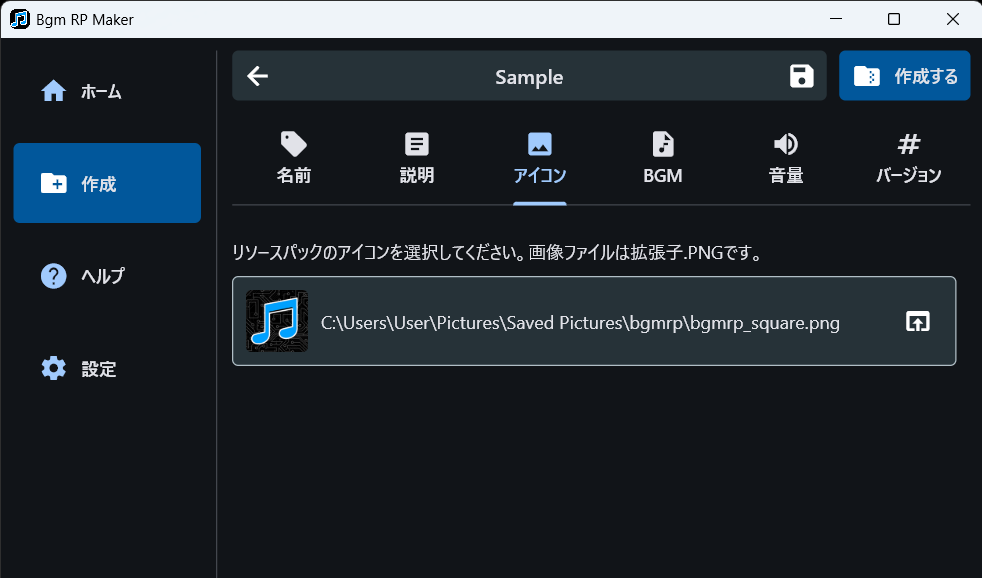 Bgm RP Maker
ホーム
作成
ヘルプ
設定
Sample
作成する
名前
説明
アイコン
BGM
音量
バージョン
リソースパックのアイコンを選択してください。画像ファイルは拡張子.PNGです。
C:\Users\User\Pictures\Saved Pictures\bgmrp\bgmrp_square.png